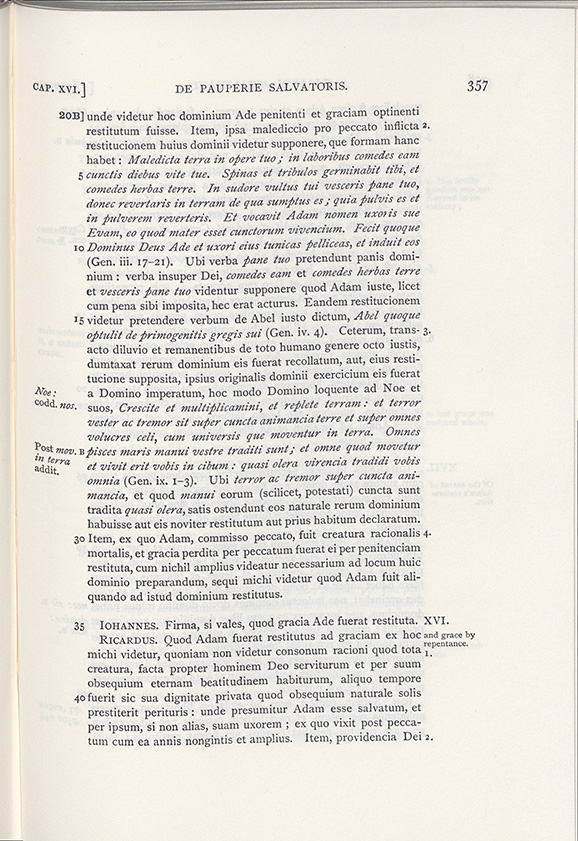 CAP. XVI.] DE PAUPERIE SALVATORIS. 357
20B] unde videtur hoc dominium Ade penitenti et graciam optinenti
restitutum fuisse. Item, ipsa malediccio pro peccato inflicta 2.
restitucionem huius dominii videtur supponere, que formam hanc
habet: Maledicta terra in opere tuo; in laboribus comedes eam
5 cunctis diebus vite tue. Spinas et tribulos germinabit tibi, et
comedes herbas terre. In sudore vultus tui vesceris pane tuo,
donec revertaris in terram de qua sumptus es; quia pulvis es et
in pulverem reverteris. Et vocavit Adam nomen uxoris sue
Evam, eo quod mater esset cunctorum vivencium. Fecit quoque
10 Dominus Deus Ade et uxori eius tunicas pelliceas, et induit eos
(Gen. iii. 17–21). Ubi verba pane tuo pretendunt panis domi-
nium: verba insuper Dei, comedes eam et comedes herbas terre
et vesceris pane tuo videntur supponere quod Adam iuste, licet
cum pena sibi imposita, hec erat acturus. Eandem restitucionem
15 videtur pretendere verbum de Abel iusto dictum, Abel quoque
optulit de primogenitis gregis sui (Gen. iv. 4). Ceterum, trans- 3.
acto diluvio et remanentibus de toto humano genere octo iustis,
dumtaxat rerum dominium eis fuerat recollatum, aut, eius resti-
tucione supposita, ipsius originalis dominii exercicium eis fuerat
Noe: a Domino imperatum, hoc modo Domino loquente ad Noe et
codd. nos. suos, Crescite et multiplicamini, et replete terram: et terror
vester ac tremor sit super cuncta animancia terre et super omnes
volucres celi, cum universis que moventur in terra. Omnes
Post mov. B pisces maris manui vestre traditi sunt; et omne quod movetur
in terra et vivit erit vobis in cibum: quasi olera virencia tradidi vobis
addit. omnia (Gen. ix. 1–3). Ubi terror ac tremor super cuncta ani-
mancia, et quod manui eorum (scilicet, potestati) cuncta sunt
tradita quasi olera, satis ostendunt eos naturale rerum dominium
habuisse aut eis noviter restitutum aut prius habitum declaratum.
30 Item, ex quo Adam, commisso peccato, fuit creatura racionalis 4.
mortalis, et gracia perdita per peccatum fuerat ei per penitenciam
restituta, cum nichil amplius videatur necessarium ad locum huic
dominio preparandum, sequi michi videtur quod Adam fuit ali-
quando ad istud dominium restitutus.
35 IOHANNES. Firma, si vales, quod gracia Ade fuerat restituta. XVI.
RICARDUS. Quod Adam fuerat restitutus ad graciam ex hoc and grace by
repentance.
michi videtur, quoniam non videtur consonum racioni quod tota 1.
creatura, facta propter hominem Deo serviturum et per suum
obsequium eternam beatitudinem habiturum, aliquo tempore
40 fuerit sic sua dignitate privata quod obsequium naturale solis
prestiterit perituris: unde presumitur Adam esse salvatum, et
per ipsum, si non alias, suam uxorem; ex quo vixit post pecca-
tum cum ea annis nongintis et amplius. Item, providencia Dei 2.